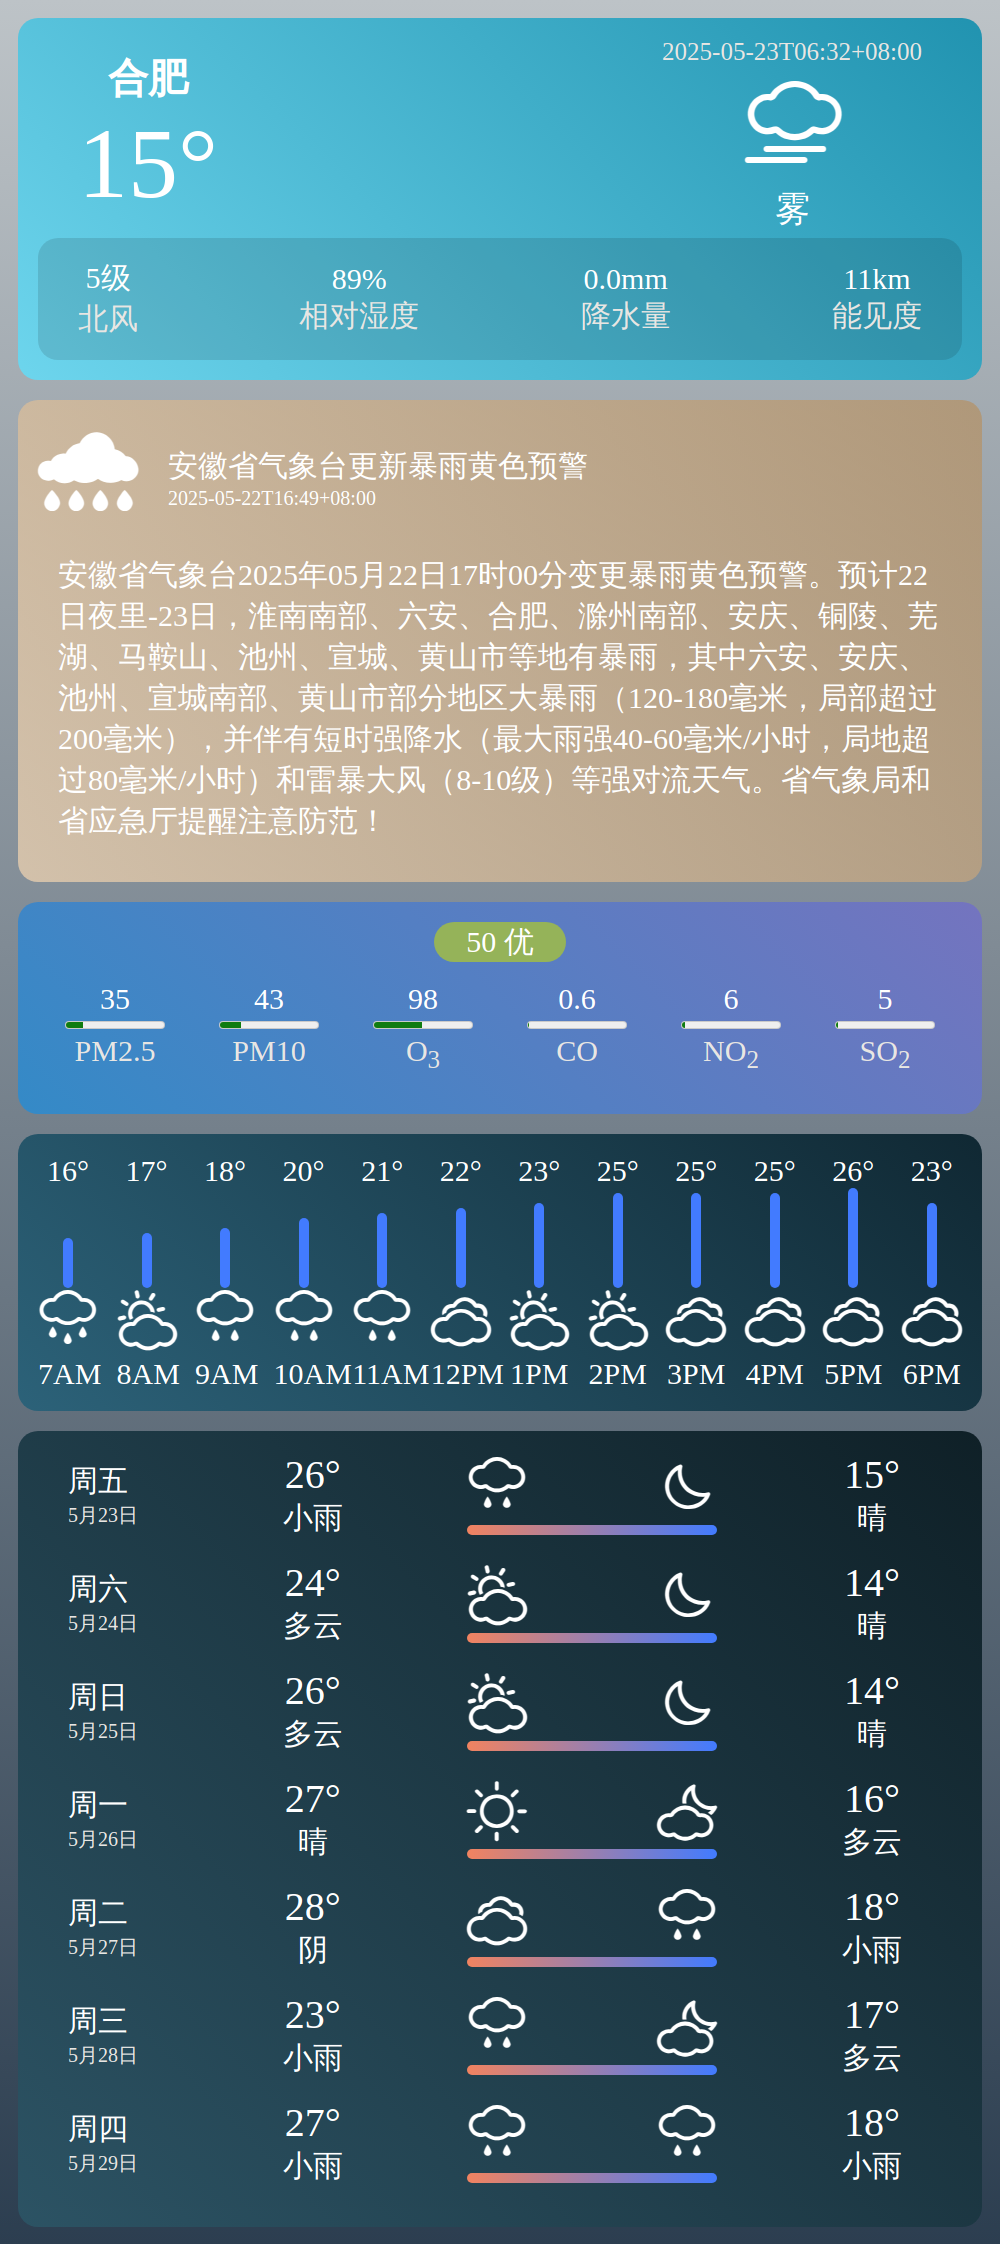 合肥
15°
2025-05-23T06:32+08:00
雾
5级 89% 0.0mm 11km
北风 相对湿度 降水量 能见度
安徽省气象台更新暴雨黄色预警
2025-05-22T16:49+08:00
安徽省气象台2025年05月22日17时00分变更暴雨黄色预警。预计22
日夜里-23日，淮南南部、六安、合肥、滁州南部、安庆、铜陵、芜
湖、马鞍山、池州、宣城、黄山市等地有暴雨，其中六安、安庆、
池州、宣城南部、黄山市部分地区大暴雨（120-180毫米，局部超过
200毫米），并伴有短时强降水（最大雨强40-60毫米/小时，局地超
过80毫米/小时）和雷暴大风（8-10级）等强对流天气。省气象局和
省应急厅提醒注意防范！
50 优
35 43 98 0.6 6 5
PM2.5 PM10 O3 CO NO2 SO2
16° 17° 18° 20° 21° 22° 23° 25° 25° 25° 26° 23°
7AM 8AM 9AM 10AM 11AM 12PM 1PM 2PM 3PM 4PM 5PM 6PM
周五 26° 15°
5月23日 小雨 晴
周六 24° 14°
5月24日 多云 晴
周日 26° 14°
5月25日 多云 晴
周一 27° 16°
5月26日 晴 多云
周二 28° 18°
5月27日 阴 小雨
周三 23° 17°
5月28日 小雨 多云
周四 27° 18°
5月29日 小雨 小雨